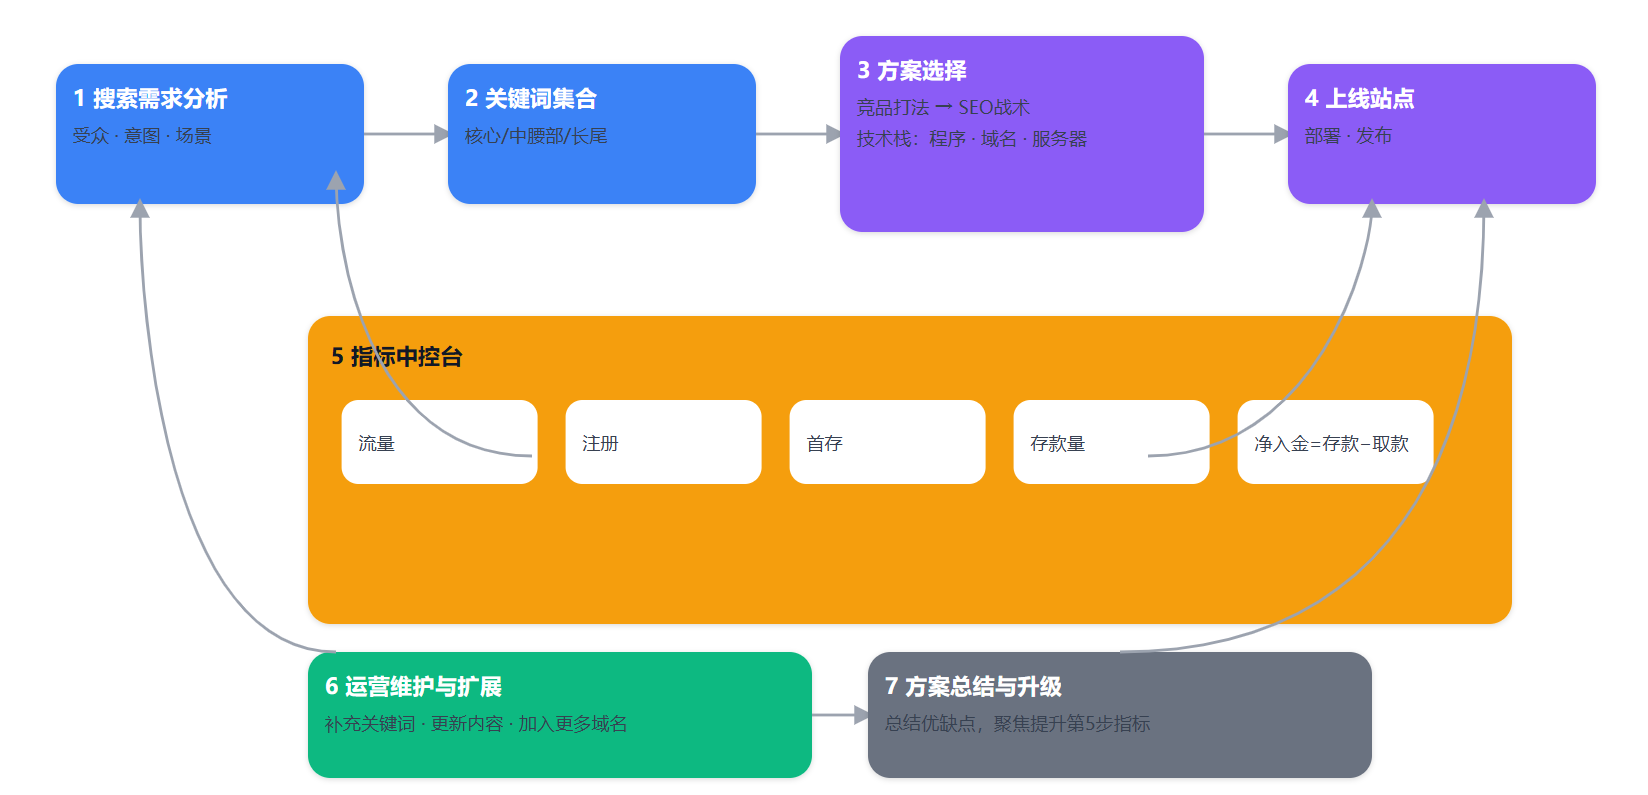 1 搜索需求分析
受众 · 意图 · 场景
2 关键词集合
核心/中腰部/长尾
3 方案选择
竞品打法 → SEO战术
技术栈：程序 · 域名 · 服务器
4 上线站点
部署 · 发布
5 指标中控台
流量
注册
首存
存款量
净入金=存款−取款
6 运营维护与扩展
补充关键词 · 更新内容 · 加入更多域名
7 方案总结与升级
总结优缺点，聚焦提升第5步指标